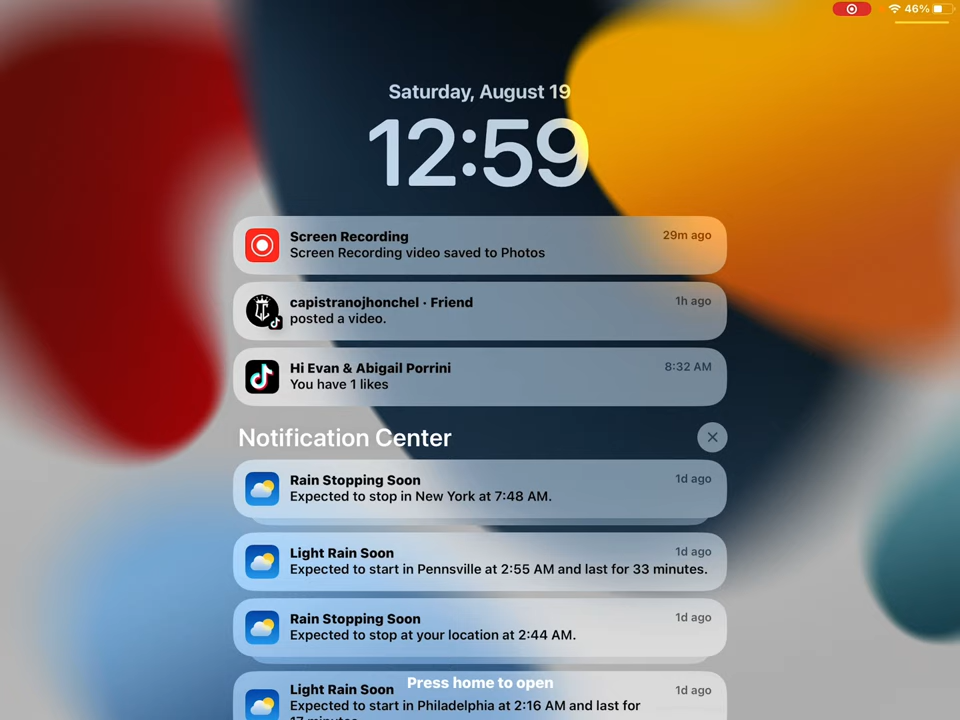 46%
Saturday, August 19
12:59
Screen Recording
29m ago
Screen Recording video saved to Photos
capistranojhonchel · Friend
1h ago
posted a video.
Hi Evan & Abigail Porrini
8:32 AM
You have 1 likes
Notification Center
Rain Stopping Soon
1d ago
Expected to stop in New York at 7:48 AM.
Light Rain Soon
1d ago
Expected to start in Pennsville at 2:55 AM and last for 33 minutes.
Rain Stopping Soon
1d ago
Expected to stop at your location at 2:44 AM.
Press home to open
Light Rain Soon
1d ago
Expected to start in Philadelphia at 2:16 AM and last for
17 minutes.